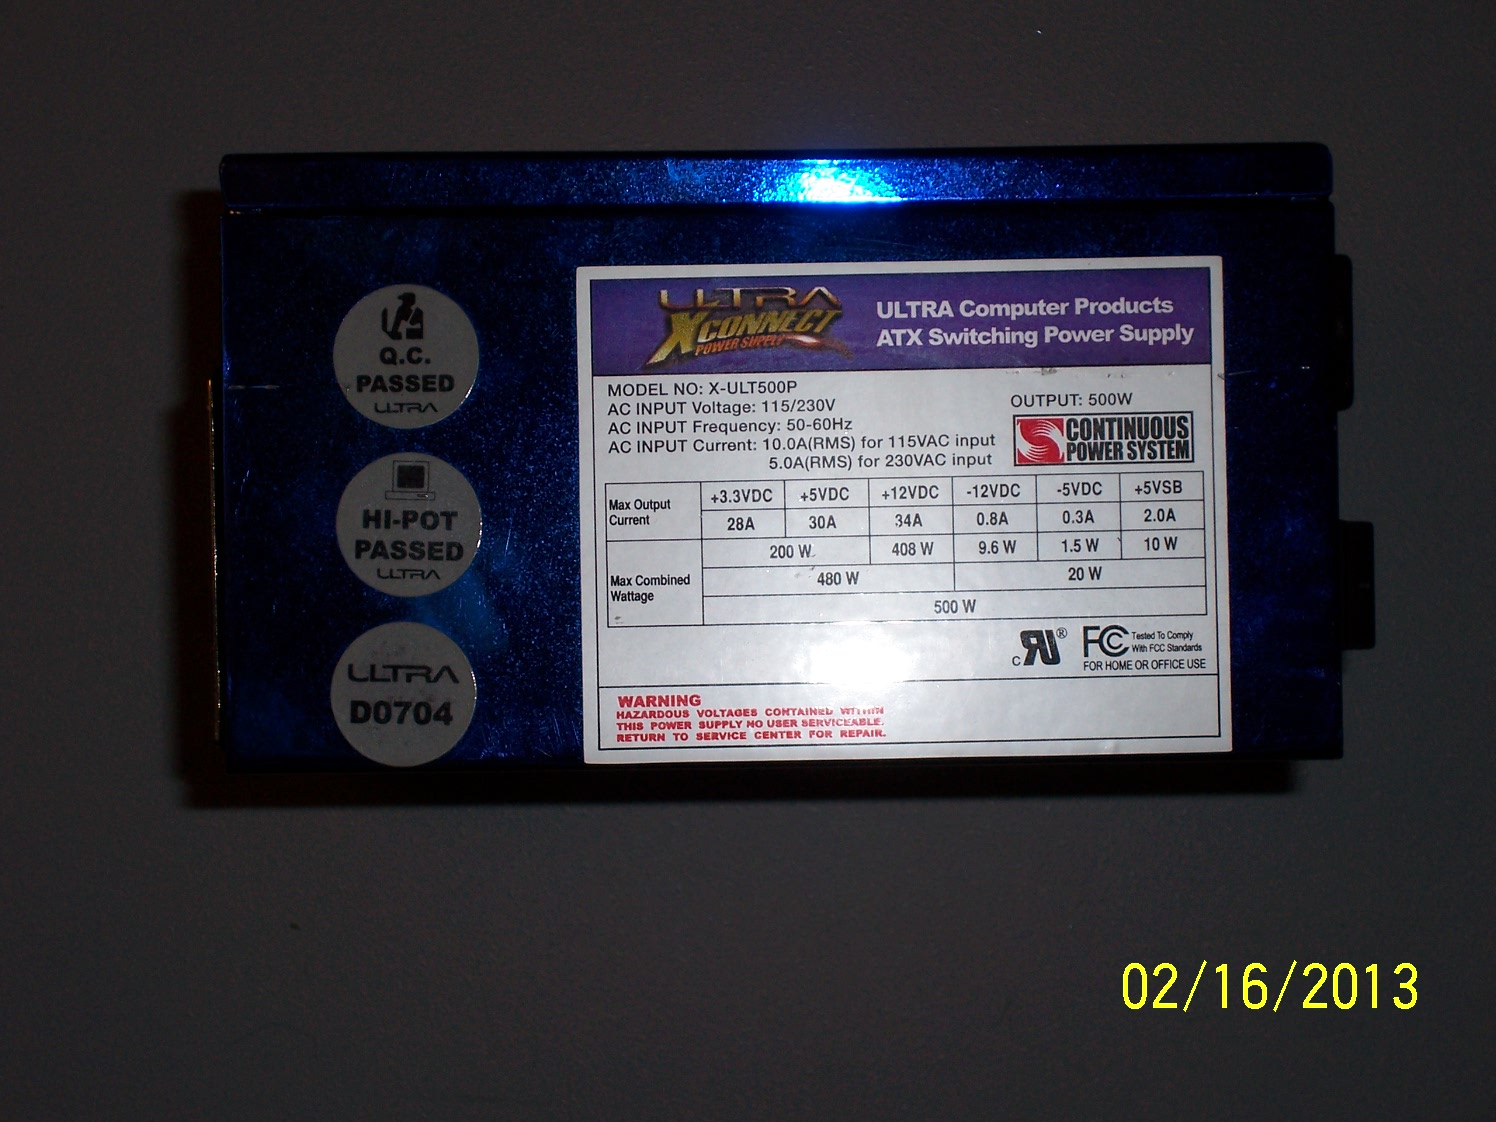 Q.C.
PASSED
ULTRA
HI-POT
PASSED
ULTRA
ULTRA
D0704
ULTRA
XCONNECT
POWER SUPPLY
ULTRA Computer Products
ATX Switching Power Supply
MODEL NO: X-ULT500P
AC INPUT Voltage: 115/230V
AC INPUT Frequency: 50-60Hz
AC INPUT Current: 10.0A(RMS) for 115VAC input
5.0A(RMS) for 230VAC input
OUTPUT: 500W
CONTINUOUS
POWER SYSTEM
Max Output
Current
+3.3VDC +5VDC +12VDC -12VDC -5VDC +5VSB
28A 30A 34A 0.8A 0.3A 2.0A
Max Combined
Wattage
200 W 408 W 9.6 W 1.5 W 10 W
480 W 20 W
500 W
c RU ®
FC Tested To Comply
With FCC Standards
FOR HOME OR OFFICE USE
WARNING
HAZARDOUS VOLTAGES CONTAINED WITHIN
THIS POWER SUPPLY NO USER SERVICEABLE.
RETURN TO SERVICE CENTER FOR REPAIR.
02/16/2013